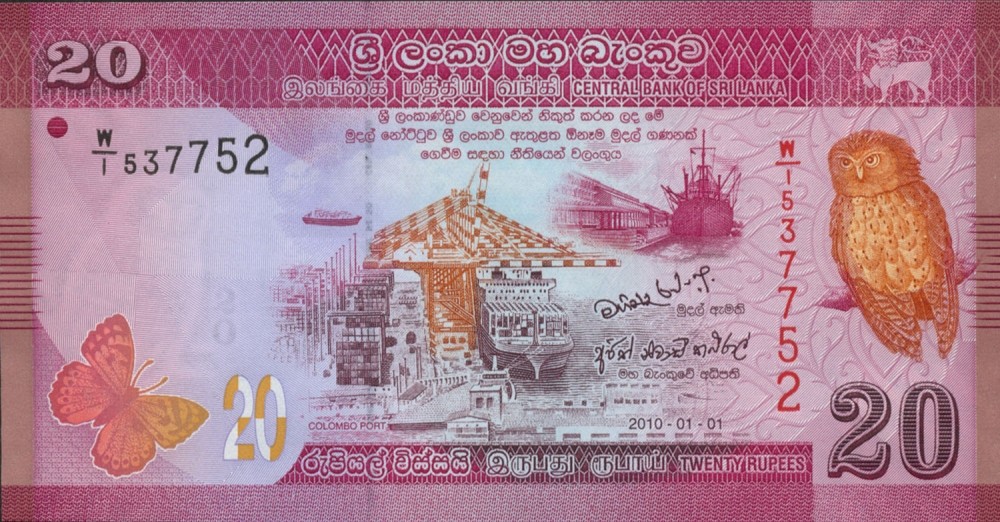 20
ශ්‍රී ලංකා මහ බැංකුව
இலங்கை மத்திய வங்கி CENTRAL BANK OF SRI LANKA
ශ්‍රී ලංකාණ්ඩුව වෙනුවෙන් නිකුත් කරන ලද මේ
මුදල් නෝට්ටුව ශ්‍රී ලංකාව ඇතුළත ඕනෑම මුදල් ගණනක්
ගෙවීම සඳහා නීතියෙන් වලංගුය
W/1 537752
W/1 537752
මුදල් ඇමති
මහ බැංකුවේ අධිපති
20
COLOMBO PORT
2010 - 01 - 01
20
රුපියල් විස්සයි இருபது ரூபாய் TWENTY RUPEES